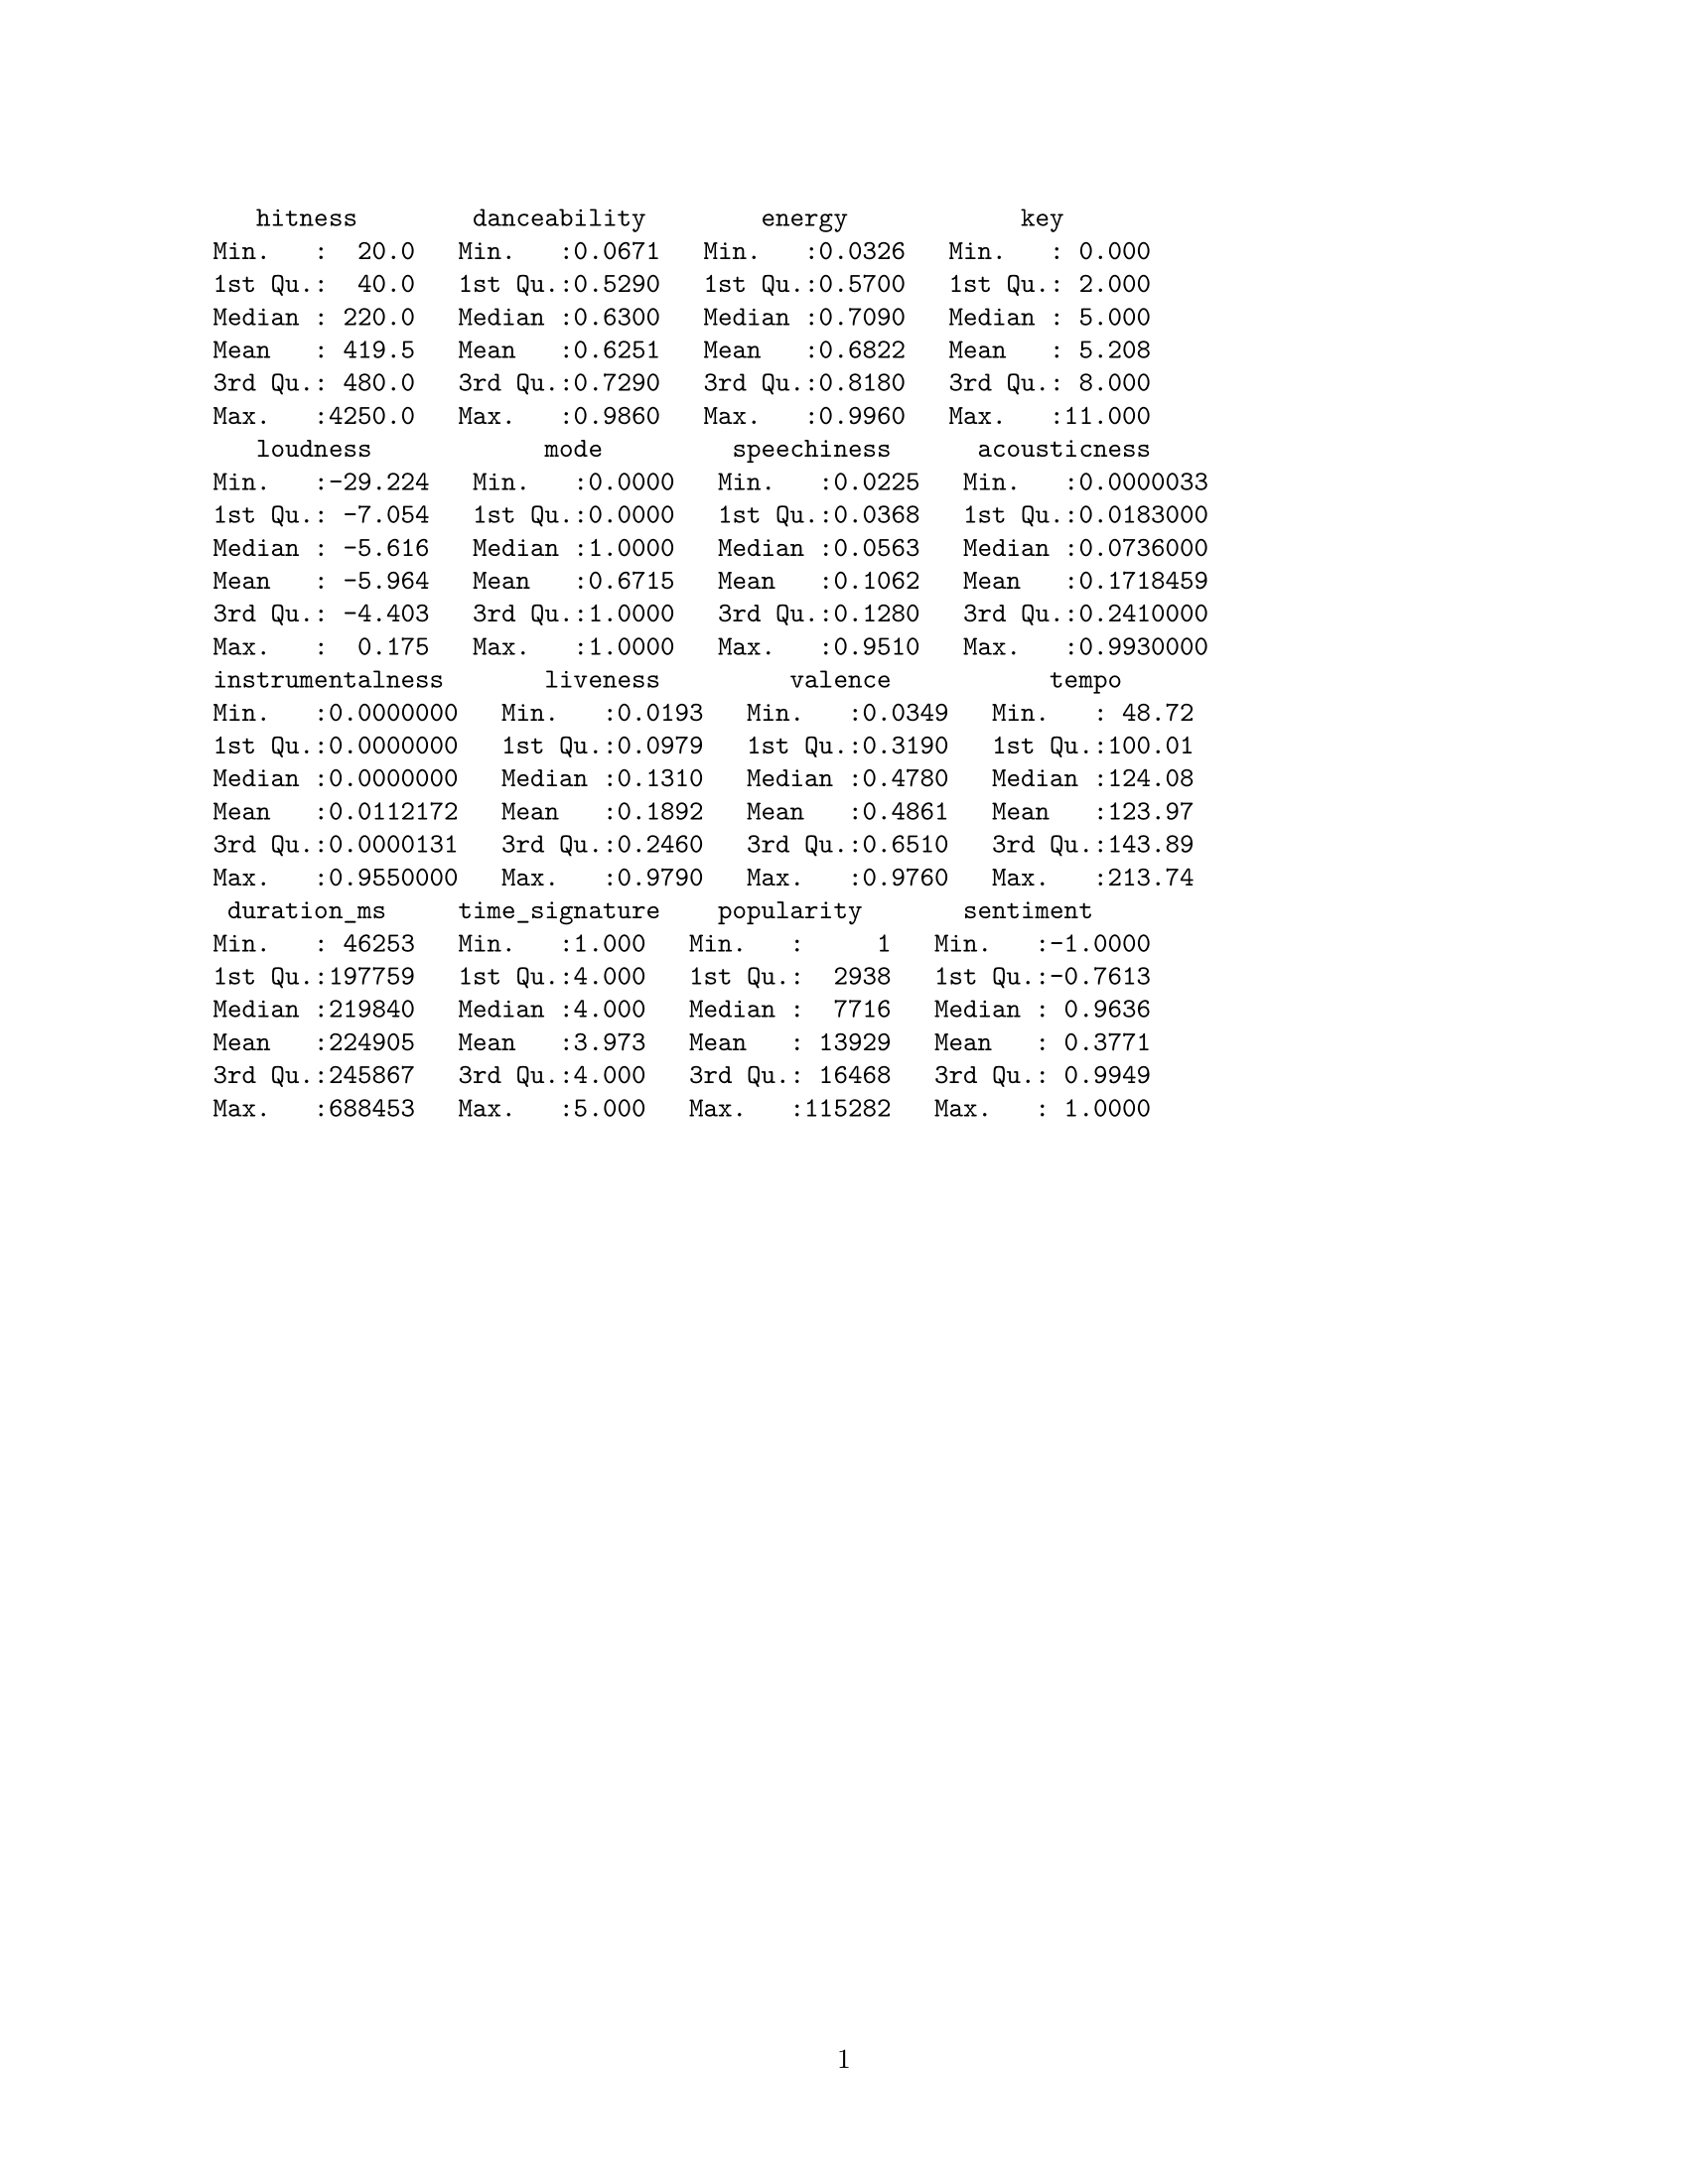 hitness        danceability        energy            key
Min.   :  20.0   Min.   :0.0671   Min.   :0.0326   Min.   : 0.000
1st Qu.:  40.0   1st Qu.:0.5290   1st Qu.:0.5700   1st Qu.: 2.000
Median : 220.0   Median :0.6300   Median :0.7090   Median : 5.000
Mean   : 419.5   Mean   :0.6251   Mean   :0.6822   Mean   : 5.208
3rd Qu.: 480.0   3rd Qu.:0.7290   3rd Qu.:0.8180   3rd Qu.: 8.000
Max.   :4250.0   Max.   :0.9860   Max.   :0.9960   Max.   :11.000
   loudness            mode         speechiness      acousticness
Min.   :-29.224   Min.   :0.0000   Min.   :0.0225   Min.   :0.0000033
1st Qu.: -7.054   1st Qu.:0.0000   1st Qu.:0.0368   1st Qu.:0.0183000
Median : -5.616   Median :1.0000   Median :0.0563   Median :0.0736000
Mean   : -5.964   Mean   :0.6715   Mean   :0.1062   Mean   :0.1718459
3rd Qu.: -4.403   3rd Qu.:1.0000   3rd Qu.:0.1280   3rd Qu.:0.2410000
Max.   :  0.175   Max.   :1.0000   Max.   :0.9510   Max.   :0.9930000
instrumentalness       liveness         valence           tempo
Min.   :0.0000000   Min.   :0.0193   Min.   :0.0349   Min.   : 48.72
1st Qu.:0.0000000   1st Qu.:0.0979   1st Qu.:0.3190   1st Qu.:100.01
Median :0.0000000   Median :0.1310   Median :0.4780   Median :124.08
Mean   :0.0112172   Mean   :0.1892   Mean   :0.4861   Mean   :123.97
3rd Qu.:0.0000131   3rd Qu.:0.2460   3rd Qu.:0.6510   3rd Qu.:143.89
Max.   :0.9550000   Max.   :0.9790   Max.   :0.9760   Max.   :213.74
 duration_ms     time_signature    popularity       sentiment
Min.   : 46253   Min.   :1.000   Min.   :     1   Min.   :-1.0000
1st Qu.:197759   1st Qu.:4.000   1st Qu.:  2938   1st Qu.:-0.7613
Median :219840   Median :4.000   Median :  7716   Median : 0.9636
Mean   :224905   Mean   :3.973   Mean   : 13929   Mean   : 0.3771
3rd Qu.:245867   3rd Qu.:4.000   3rd Qu.: 16468   3rd Qu.: 0.9949
Max.   :688453   Max.   :5.000   Max.   :115282   Max.   : 1.0000
1